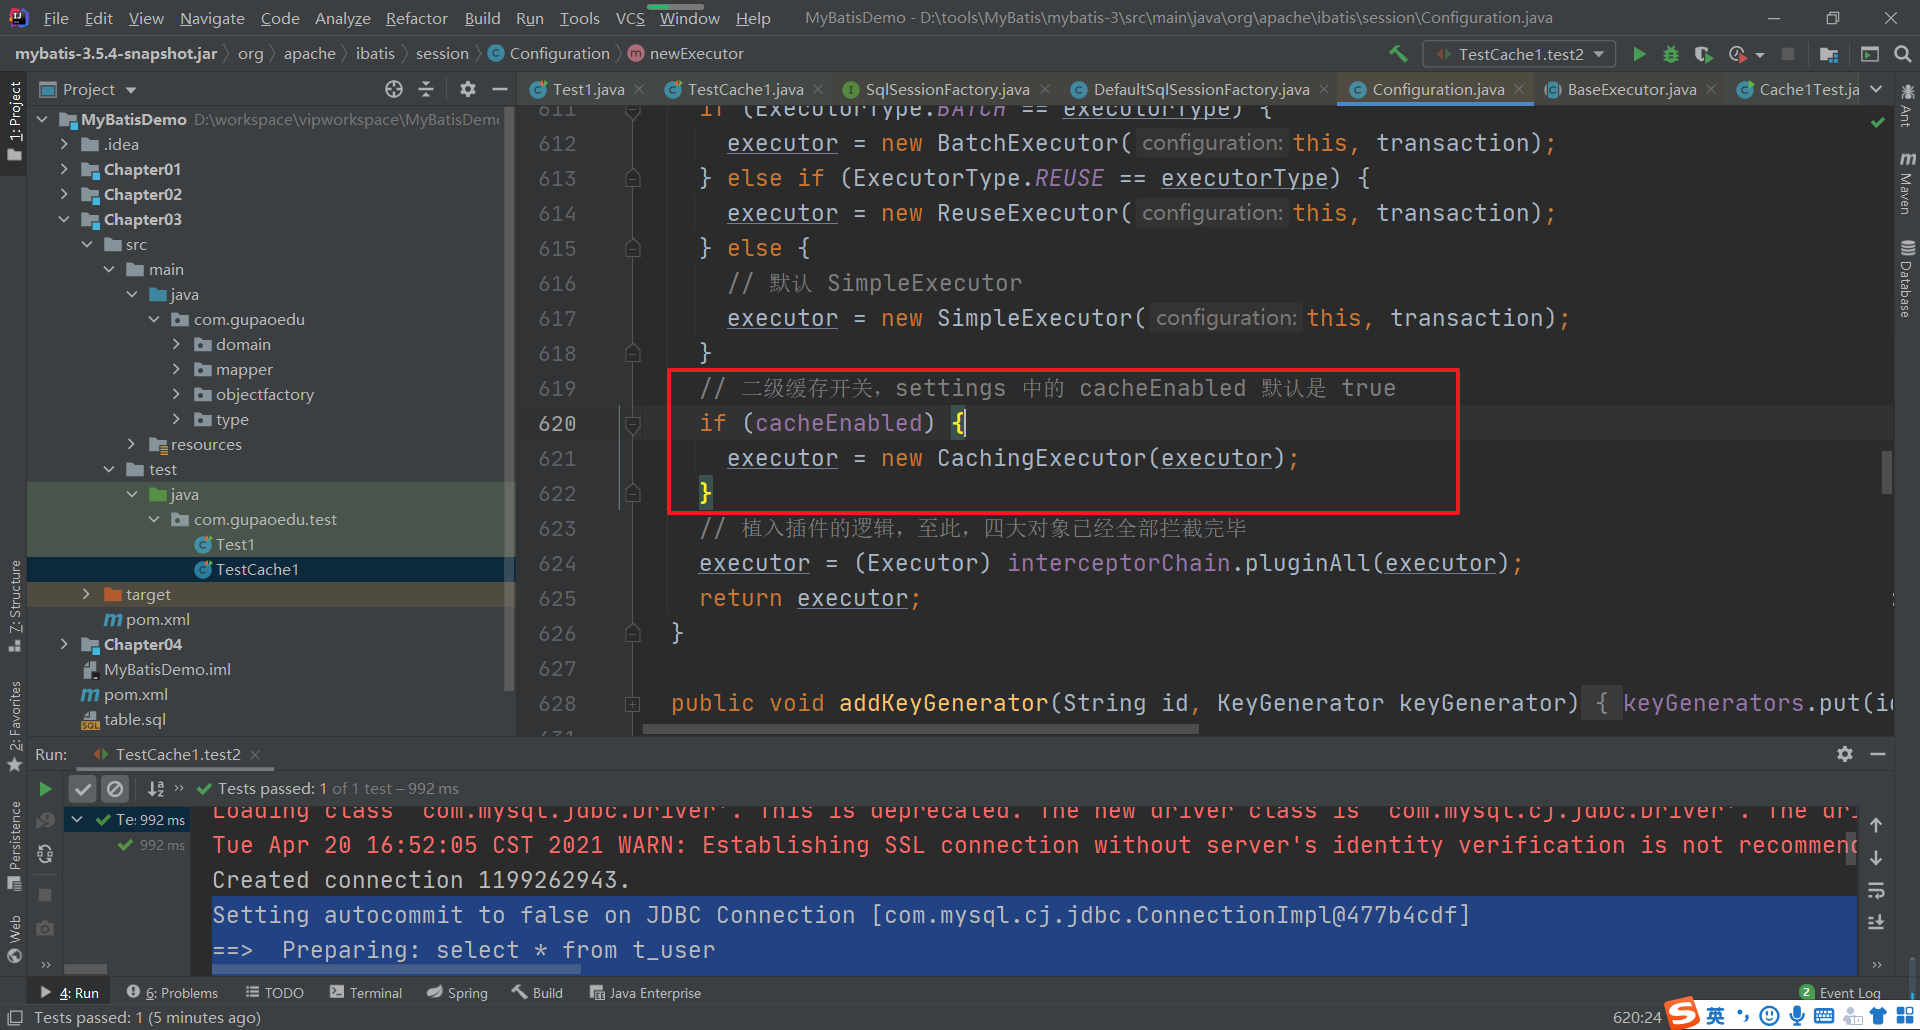 File Edit View Navigate Code Analyze Refactor Build Run Tools VCS Window Help MyBatisDemo - D:\tools\MyBatis\mybatis-3\src\main\java\org\apache\ibatis\session\Configuration.java
mybatis-3.5.4-snapshot.jar org apache ibatis session Configuration newExecutor TestCache1.test2
Project
Test1.java TestCache1.java SqlSessionFactory.java DefaultSqlSessionFactory.java Configuration.java BaseExecutor.java Cache1Test.ja
1: Project
7: Structure
2: Favorites
Persistence
Web
MyBatisDemo D:\workspace\vipworkspace\MyBatisDemo
.idea
Chapter01
Chapter02
Chapter03
src
main
java
com.gupaoedu
domain
mapper
objectfactory
type
resources
test
java
com.gupaoedu.test
Test1
TestCache1
target
pom.xml
Chapter04
MyBatisDemo.iml
pom.xml
table.sql
611 if (ExecutorType.BATCH == executorType) {
612 executor = new BatchExecutor( configuration: this, transaction);
613 } else if (ExecutorType.REUSE == executorType) {
614 executor = new ReuseExecutor( configuration: this, transaction);
615 } else {
616 // 默认 SimpleExecutor
617 executor = new SimpleExecutor( configuration: this, transaction);
618 }
619 // 二级缓存开关，settings 中的 cacheEnabled 默认是 true
620 if (cacheEnabled) {
621 executor = new CachingExecutor(executor);
622 }
623 // 植入插件的逻辑，至此，四大对象已经全部拦截完毕
624 executor = (Executor) interceptorChain.pluginAll(executor);
625 return executor;
626 }
627
628 public void addKeyGenerator(String id, KeyGenerator keyGenerator) { keyGenerators.put(id
Ant
Maven
Database
Run: TestCache1.test2
Tests passed: 1 of 1 test – 992 ms
Te 992 ms
992 ms
Loading class `com.mysql.jdbc.Driver'. This is deprecated. The new driver class is `com.mysql.cj.jdbc.Driver'. The dri
Tue Apr 20 16:52:05 CST 2021 WARN: Establishing SSL connection without server's identity verification is not recommend
Created connection 1199262943.
Setting autocommit to false on JDBC Connection [com.mysql.cj.jdbc.ConnectionImpl@477b4cdf]
==>  Preparing: select * from t_user
4: Run 6: Problems TODO Terminal Spring Build Java Enterprise 2 Event Log
Tests passed: 1 (5 minutes ago) 620:24 英